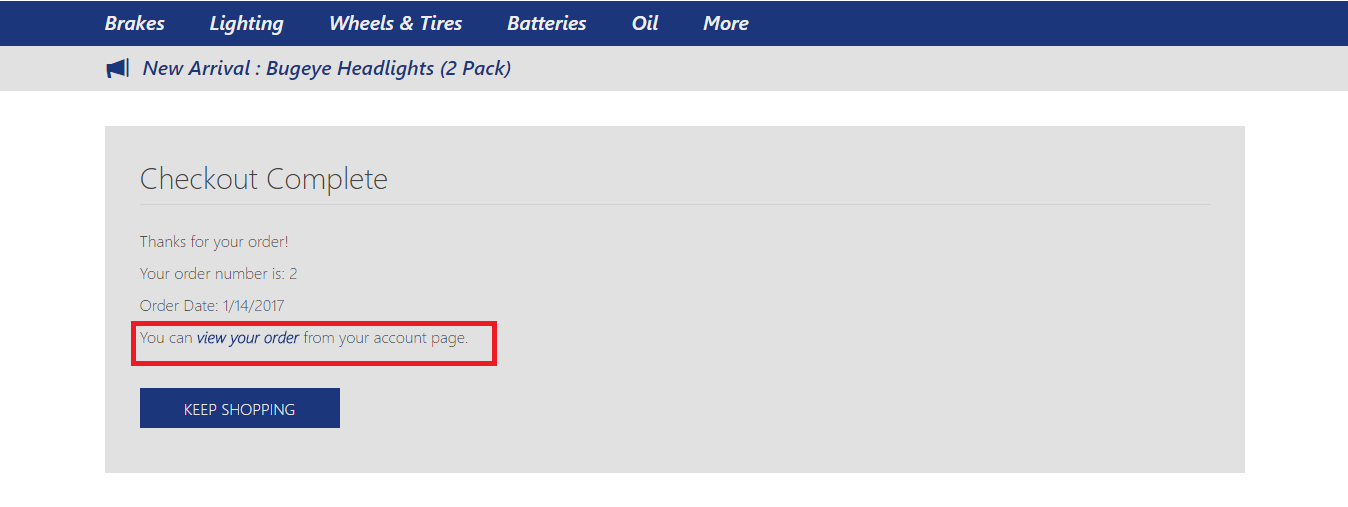 Brakes Lighting Wheels & Tires Batteries Oil More
New Arrival : Bugeye Headlights (2 Pack)
Checkout Complete
Thanks for your order!
Your order number is: 2
Order Date: 1/14/2017
You can view your order from your account page.
KEEP SHOPPING